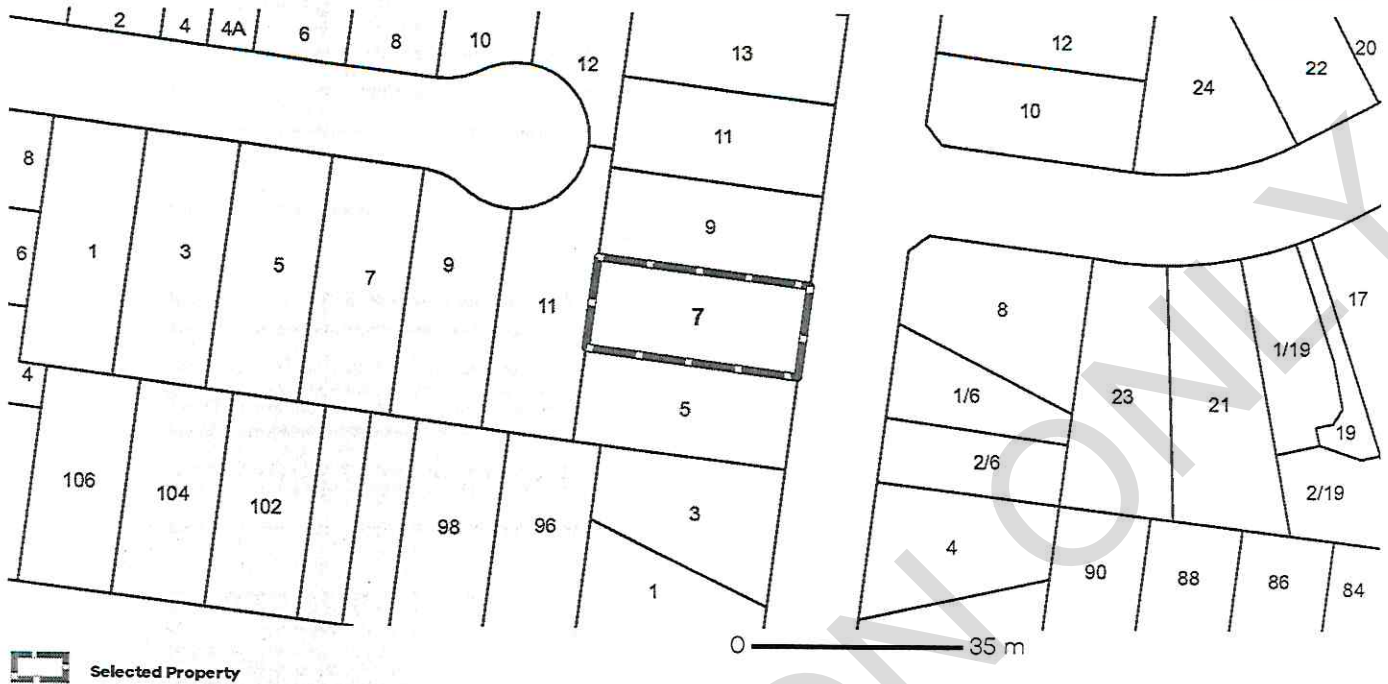 2 4 4A 6 8 10 12 13 12 24 22 20
11 10
8 1 3 5 7 9 11 9
6 7 8 17
1/19
4 5 1/6 23 21
19
2/6
106 104 102 98 96 3 2/19
1 4 90 88 86 84
0 35 m
Selected Property
ON ONLY